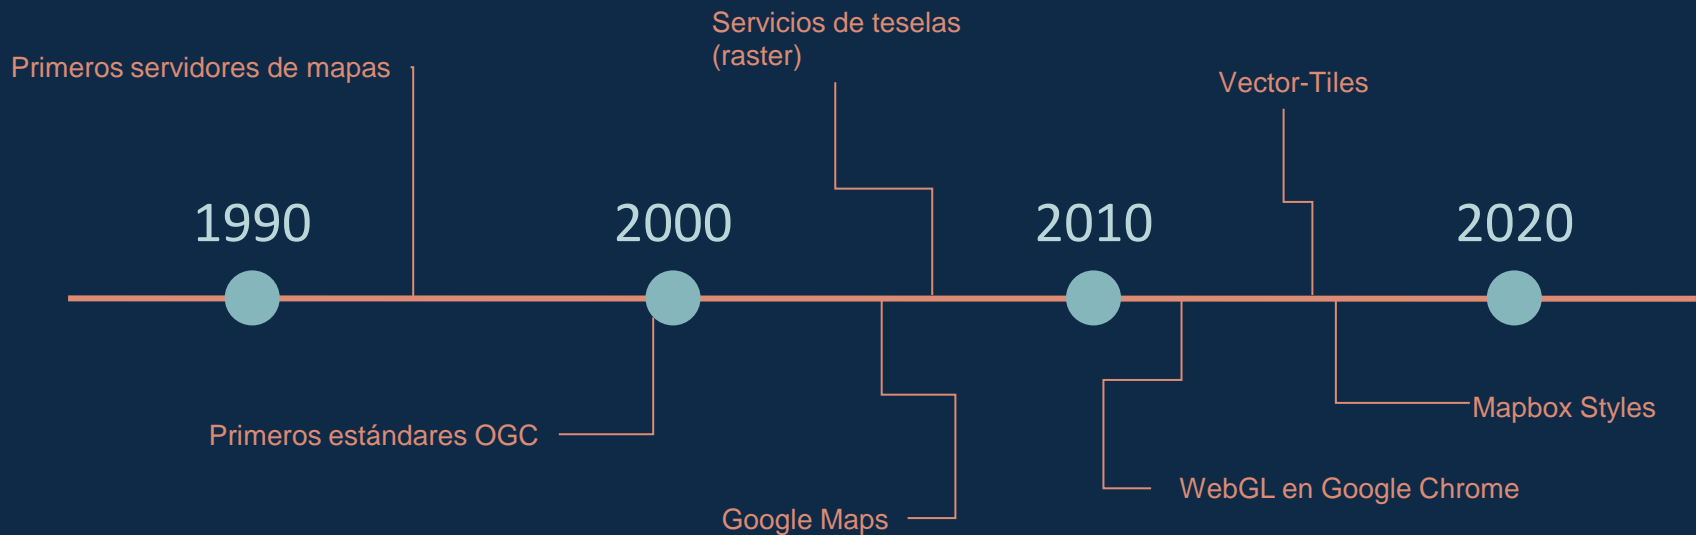 Servicios de teselas
(raster)
Primeros servidores de mapas
Vector-Tiles
1990
2000
2010
2020
Mapbox Styles
Primeros estándares OGC
WebGL en Google Chrome
Google Maps